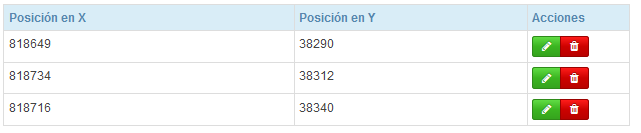 Posición en X Posición en Y Acciones
818649 38290
818734 38312
818716 38340